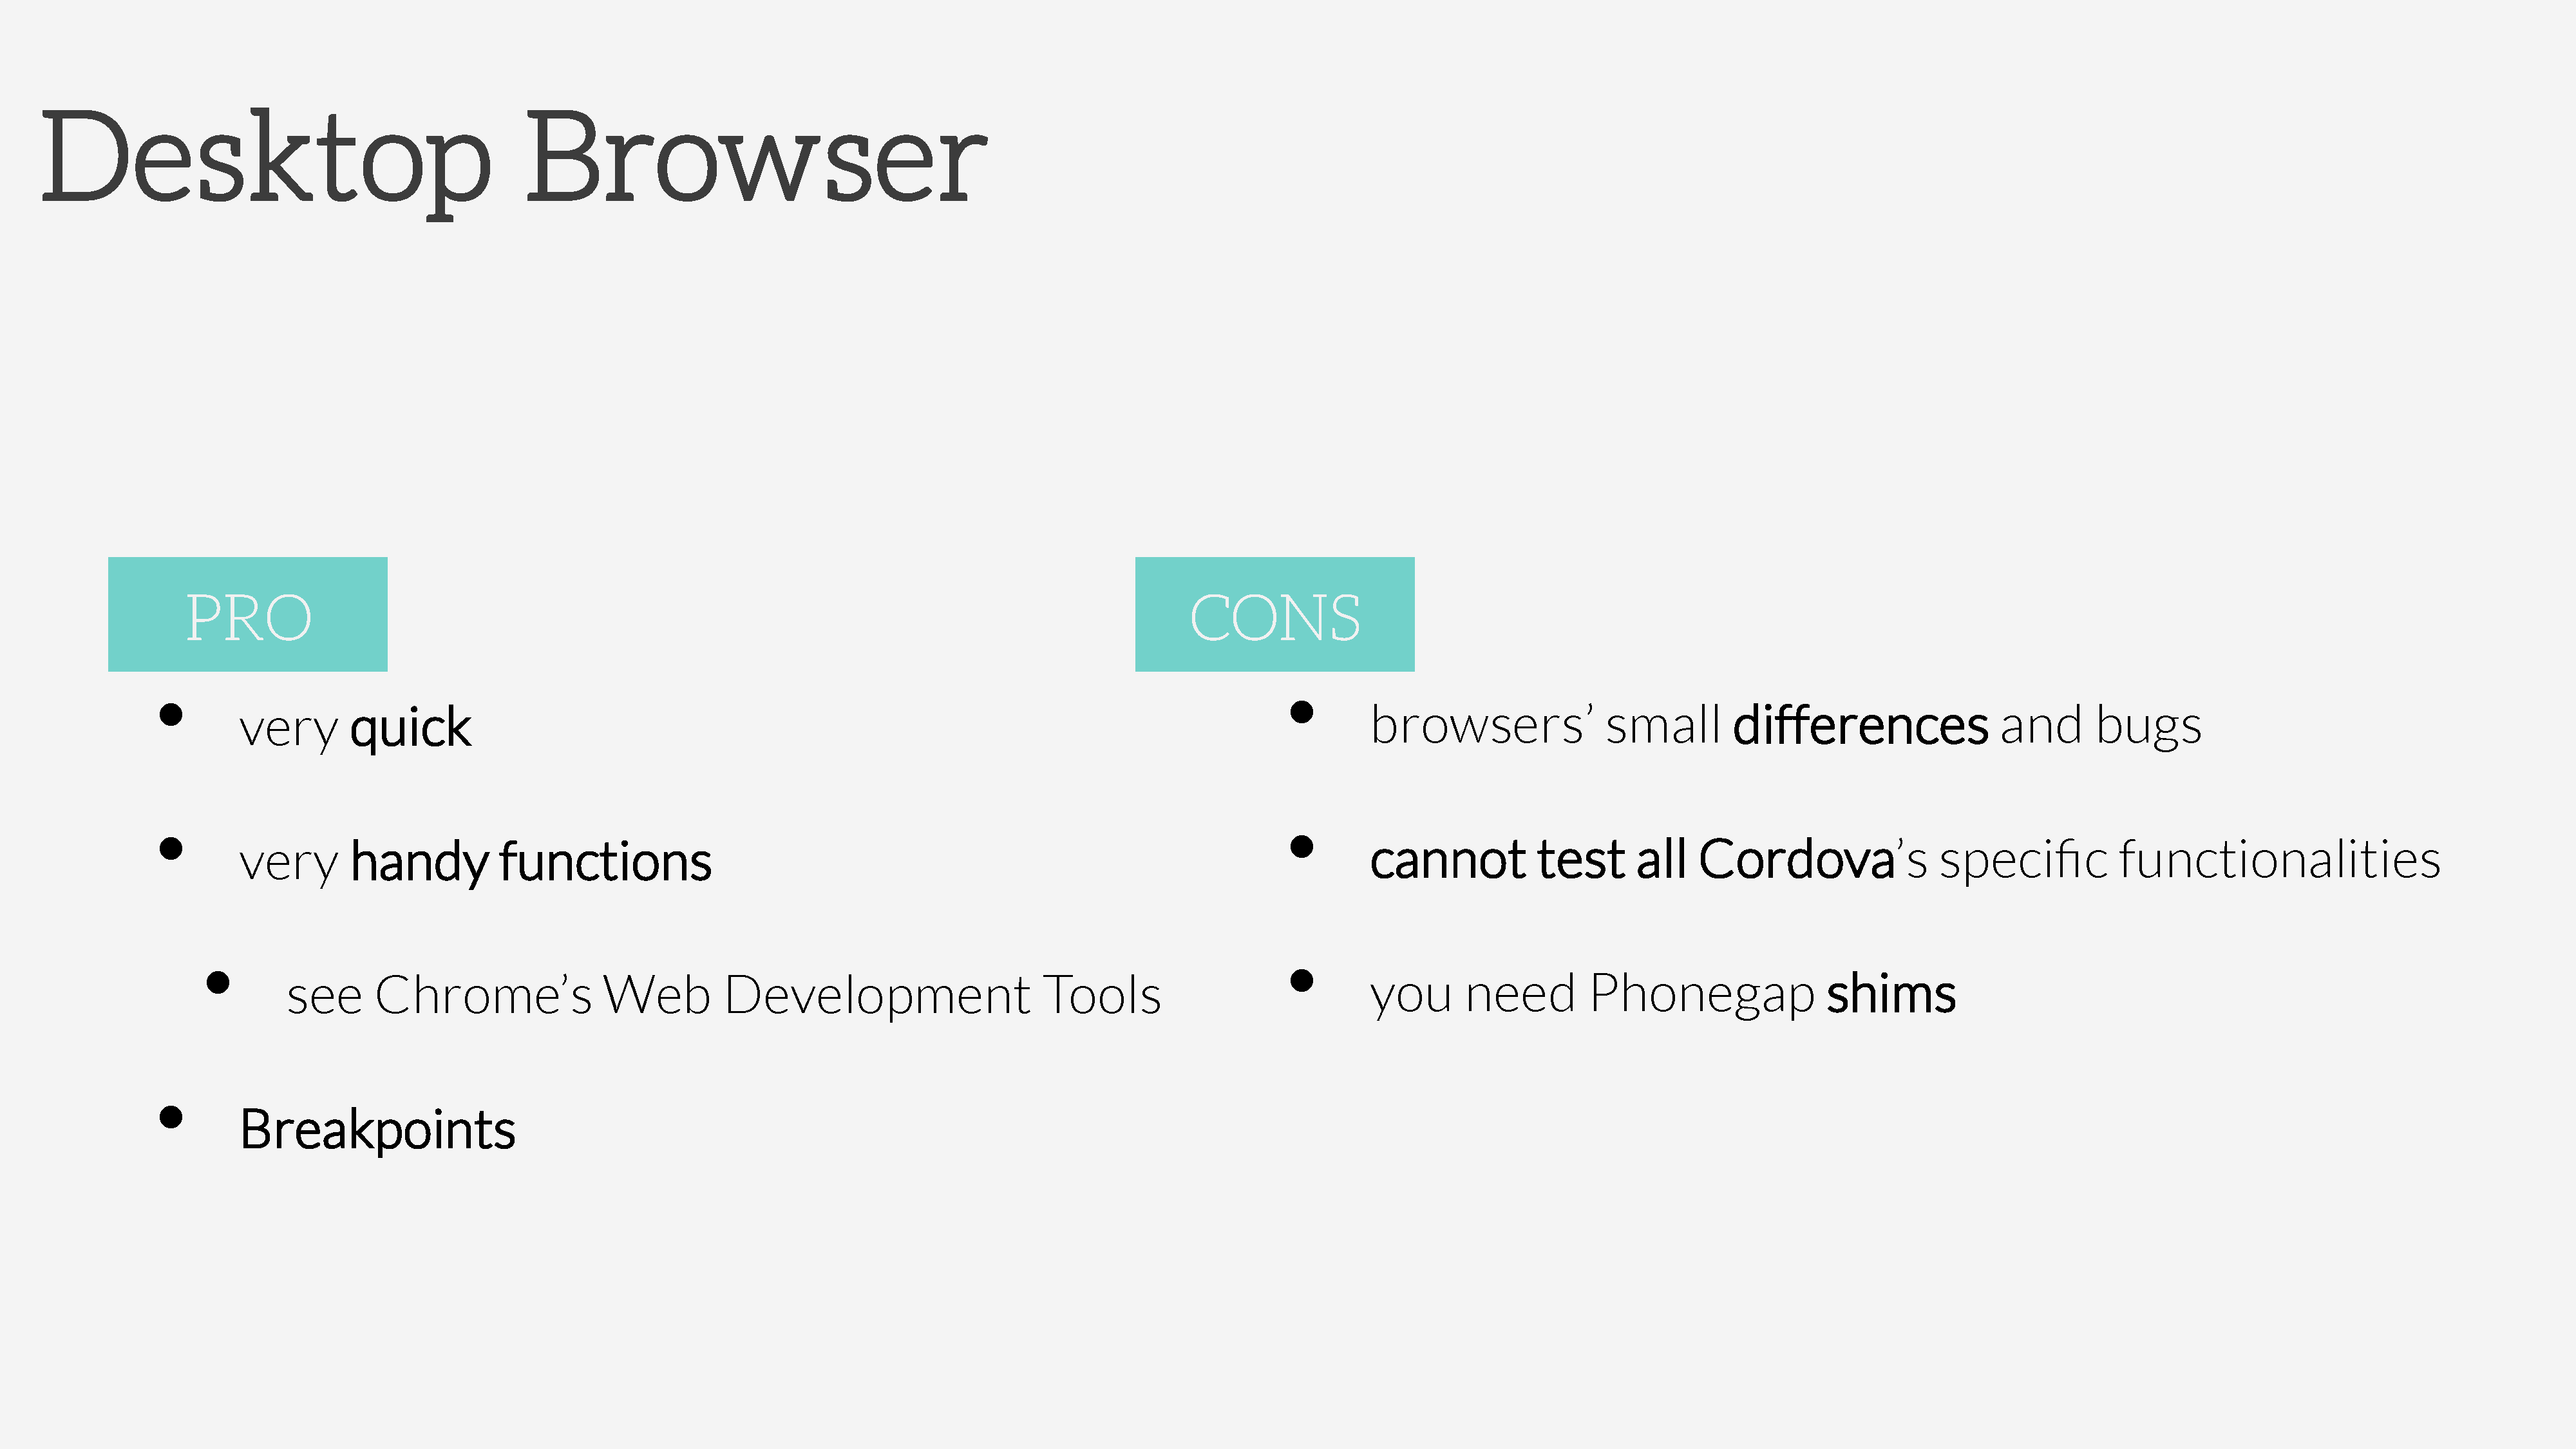 Desktop Browser
PRO
• very quick
• very handy functions
• see Chrome’s Web Development Tools
• Breakpoints
CONS
• browsers’ small differences and bugs
• cannot test all Cordova’s specific functionalities
• you need Phonegap shims